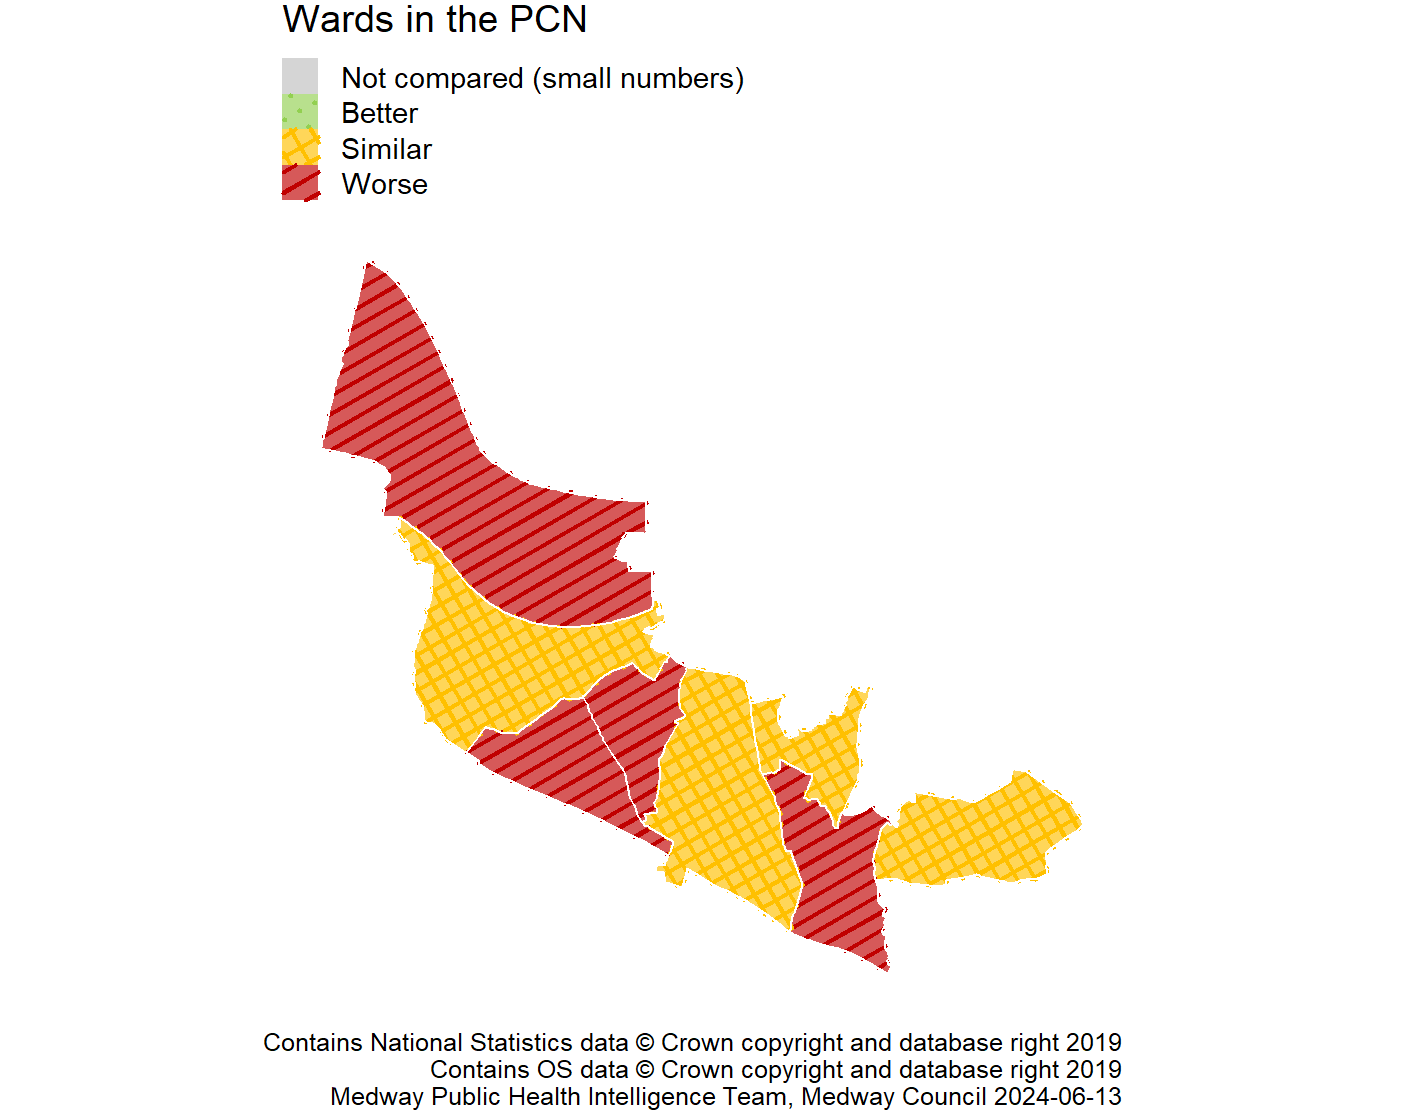 Wards in the PCN
Not compared (small numbers)
Better
Similar
Worse
Contains National Statistics data © Crown copyright and database right 2019
Contains OS data © Crown copyright and database right 2019
Medway Public Health Intelligence Team, Medway Council 2024-06-13